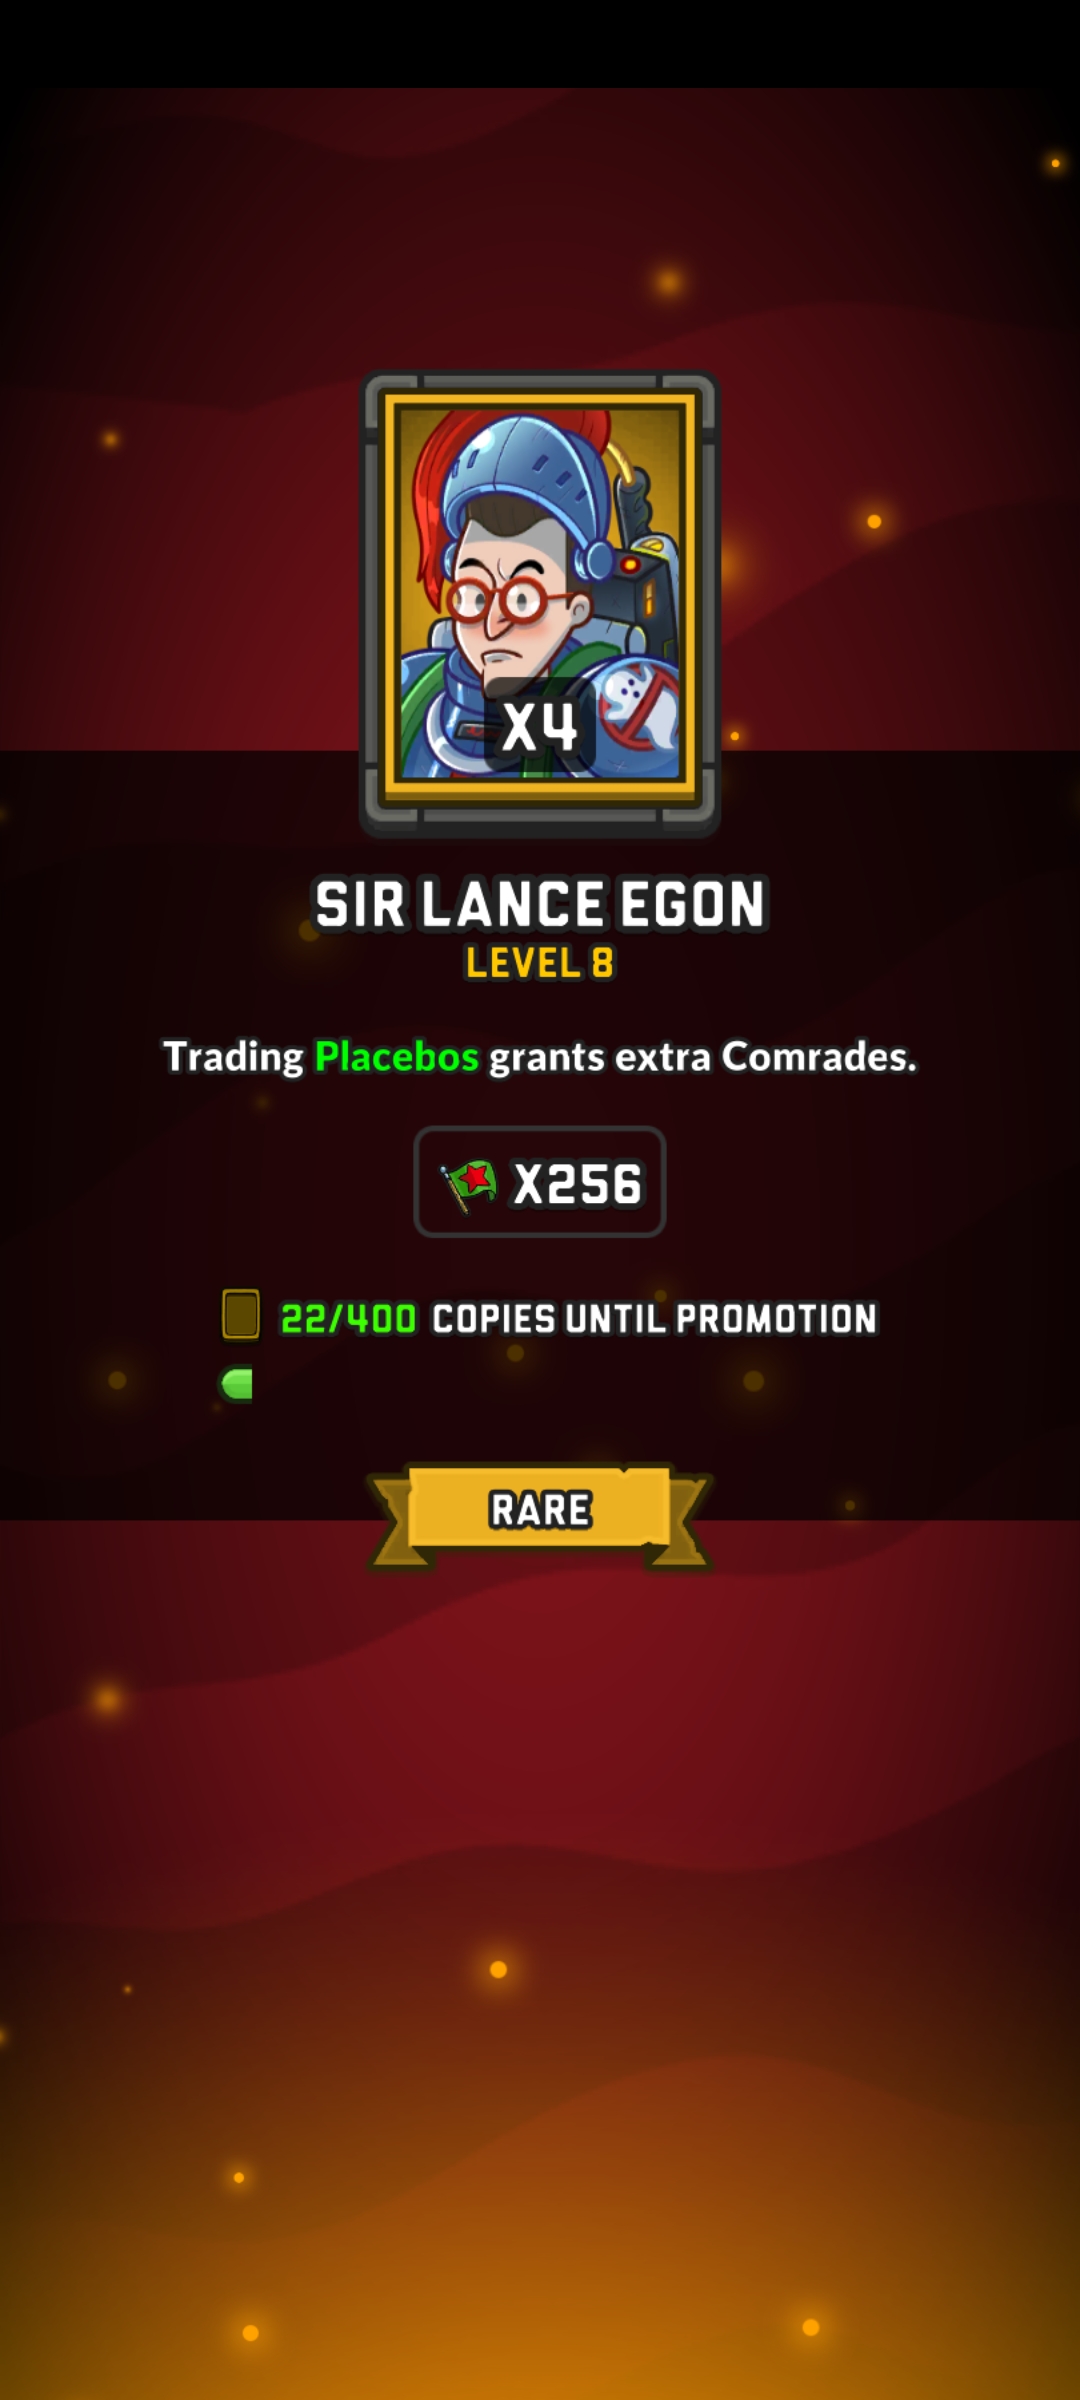 X4
SIR LANCE EGON
LEVEL 8
Trading Placebos grants extra Comrades.
X256
22/400 COPIES UNTIL PROMOTION
RARE